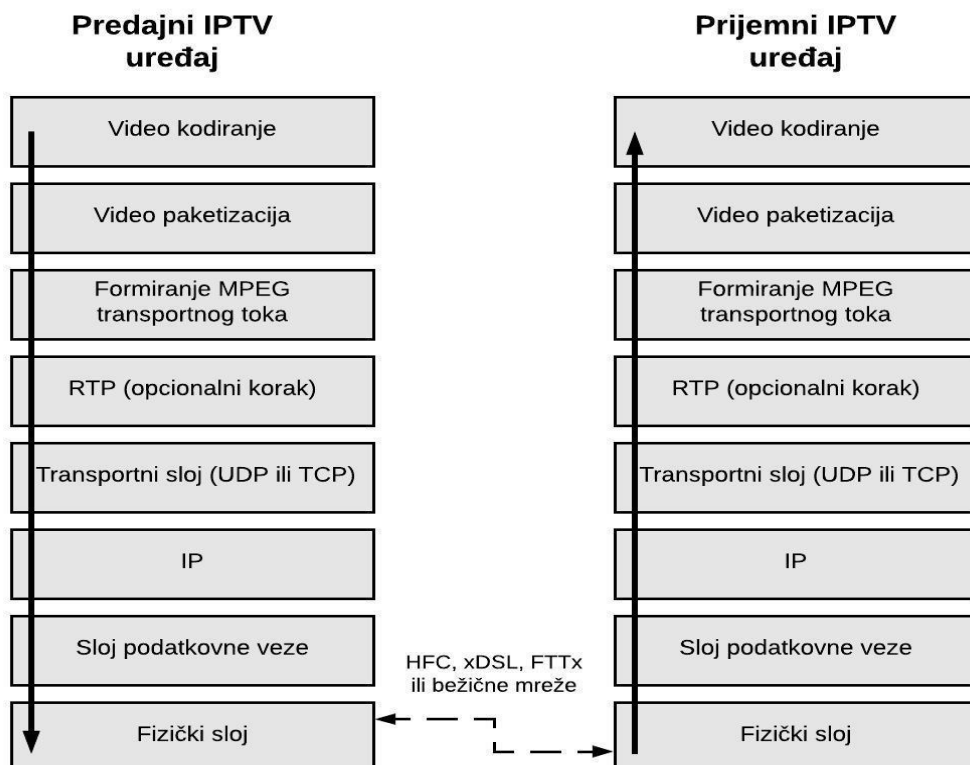 Predajni IPTV
uređaj
Video kodiranje
Video paketizacija
Formiranje MPEG
transportnog toka
RTP (opcionalni korak)
Transportni sloj (UDP ili TCP)
IP
Sloj podatkovne veze
Fizički sloj
HFC, xDSL, FTTx
ili bežične mreže
Prijemni IPTV
uređaj
Video kodiranje
Video paketizacija
Formiranje MPEG
transportnog toka
RTP (opcionalni korak)
Transportni sloj (UDP ili TCP)
IP
Sloj podatkovne veze
Fizički sloj